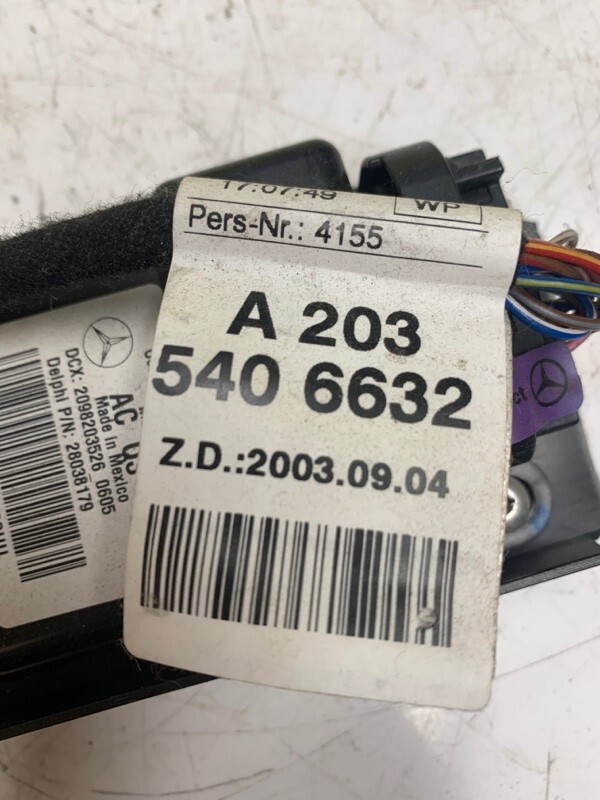 17:07:49 WP
Pers-Nr.: 4155
A 203
540 6632
Z.D.:2003.09.04
AC
Made in Mexico
DCX: 2098203526 0605
Delphi P/N: 28038179